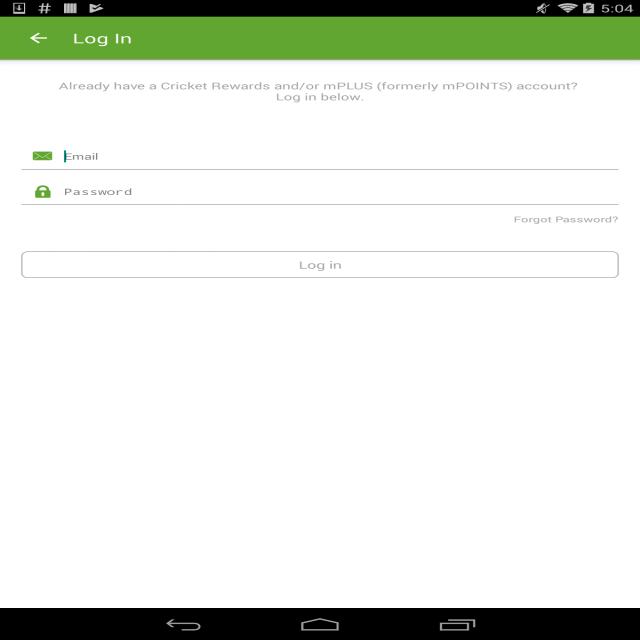 5:04
Log In
Already have a Cricket Rewards and/or mPLUS (formerly mPOINTS) account?
Log in below.
Email
Password
Forgot Password?
Log in